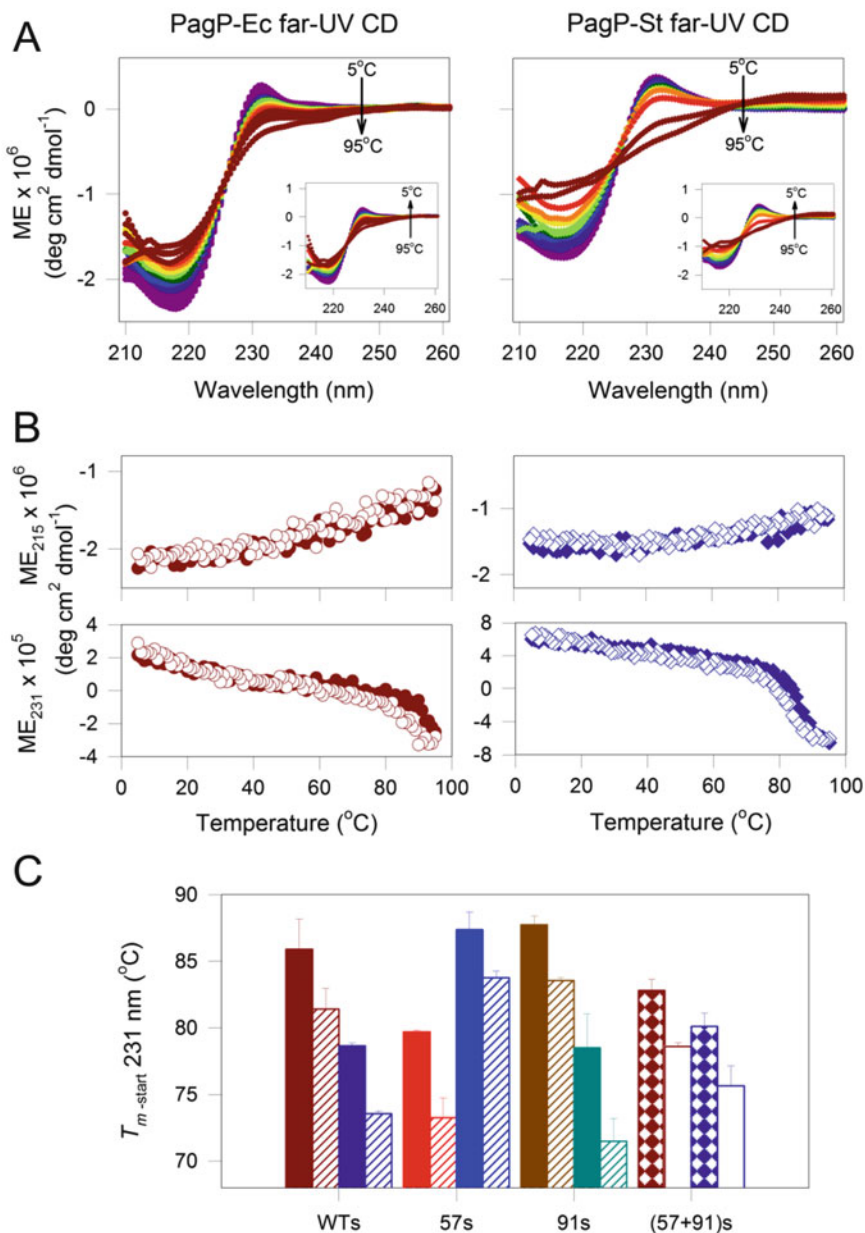 A
PagP-Ec far-UV CD
PagP-St far-UV CD
ME x 10⁶
(deg cm² dmol⁻¹)
0
-1
-2
5°C
95°C
1
0
-1
-2
5°C
95°C
220 240 260
210 220 230 240 250 260
Wavelength (nm)
5°C
95°C
1
0
-1
-2
5°C
95°C
220 240 260
210 220 230 240 250 260
Wavelength (nm)
B
ME₂₁₅ x 10⁶
ME₂₃₁ x 10⁵
(deg cm² dmol⁻¹)
-1
-2
4
2
0
-2
-4
0 20 40 60 80 100
Temperature (°C)
-1
-2
8
4
0
-4
-8
0 20 40 60 80 100
Temperature (°C)
C
Tm-start 231 nm (°C)
90
85
80
75
70
WTs 57s 91s (57+91)s